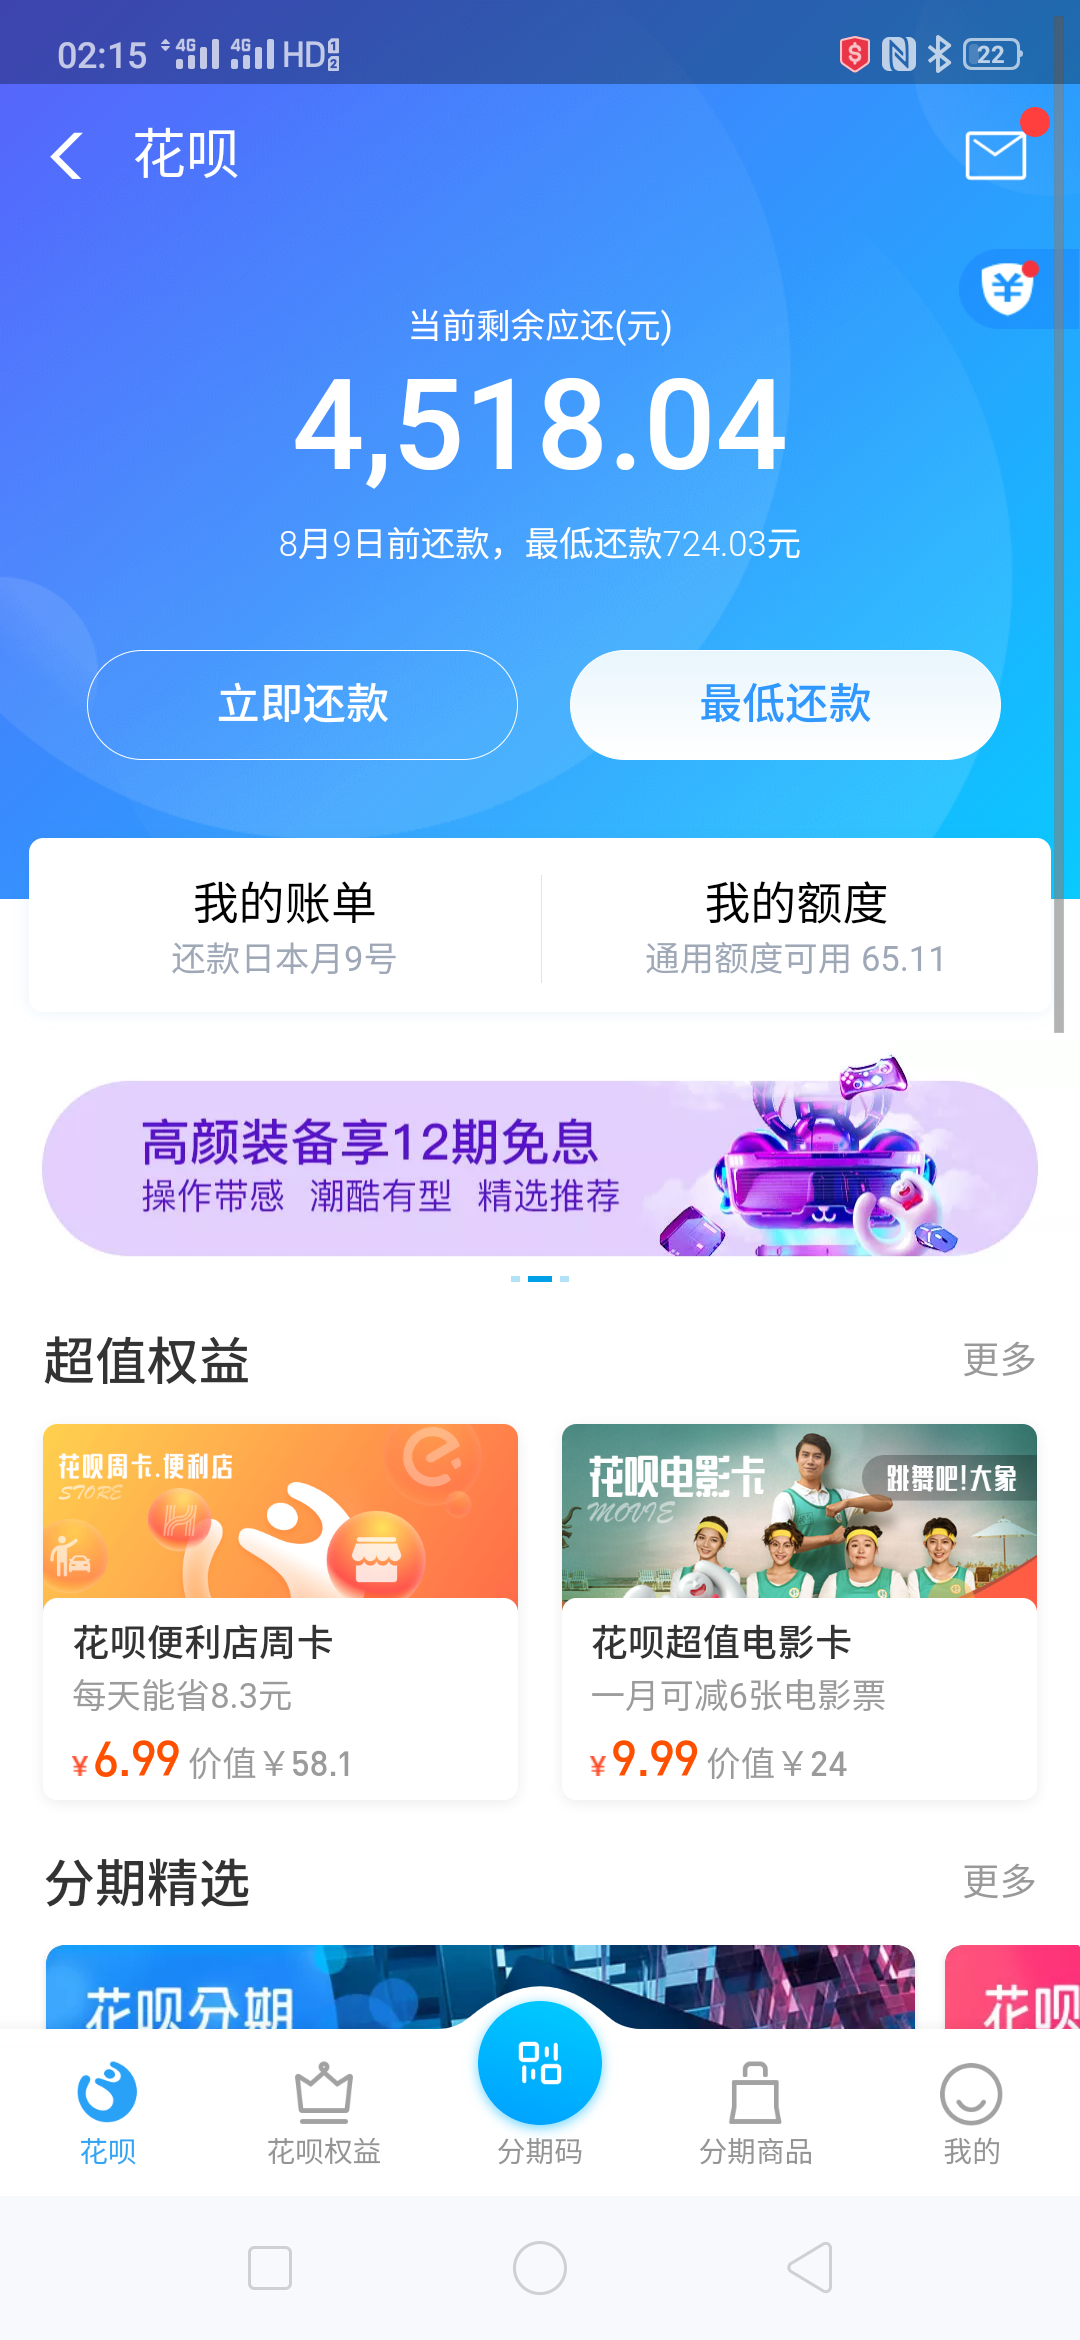 02:15 4G 4G HD 1 2 22
花呗
当前剩余应还(元)
4,518.04
8月9日前还款，最低还款724.03元
立即还款 最低还款
我的账单 我的额度
还款日本月9号 通用额度可用 65.11
高颜装备享12期免息
操作带感 潮酷有型 精选推荐
超值权益 更多
花呗周卡.便利店
STORE
花呗电影卡 跳舞吧!大象
MOVIE
花呗便利店周卡 花呗超值电影卡
每天能省8.3元 一月可减6张电影票
¥6.99 价值¥58.1 ¥9.99 价值¥24
分期精选 更多
花呗分期 花呗
花呗 花呗权益 分期码 分期商品 我的